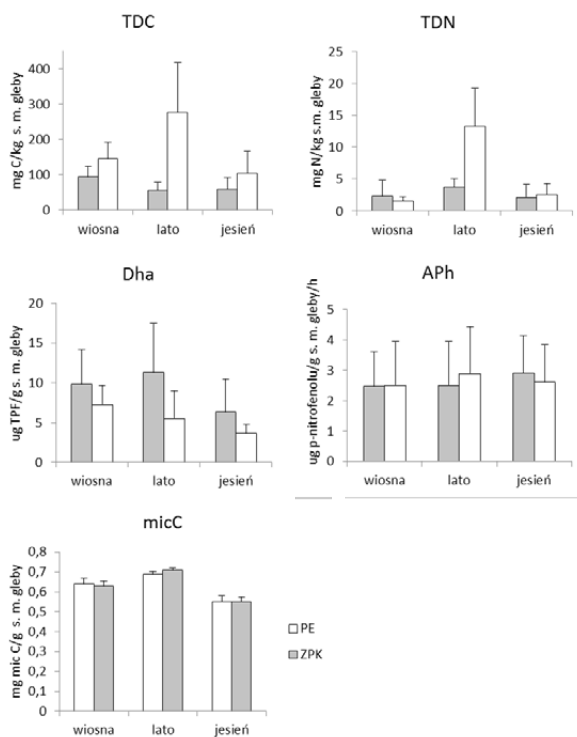 TDC
mg C/kg s. m. gleby
400
300
200
100
0
wiosna lato jesień
TDN
mg N/kg s.m. gleby
25
20
15
10
5
0
wiosna lato jesień
Dha
ug TPF/g s. m. gleby
20
15
10
5
0
wiosna lato jesień
APh
ug p-nitrofenolu/g s. m. gleby/h
5
4
3
2
1
0
wiosna lato jesień
micC
mg mic C/g s. m. gleby
0,8
0,7
0,6
0,5
0,4
0,3
0,2
0,1
0
wiosna lato jesień
PE
ZPK